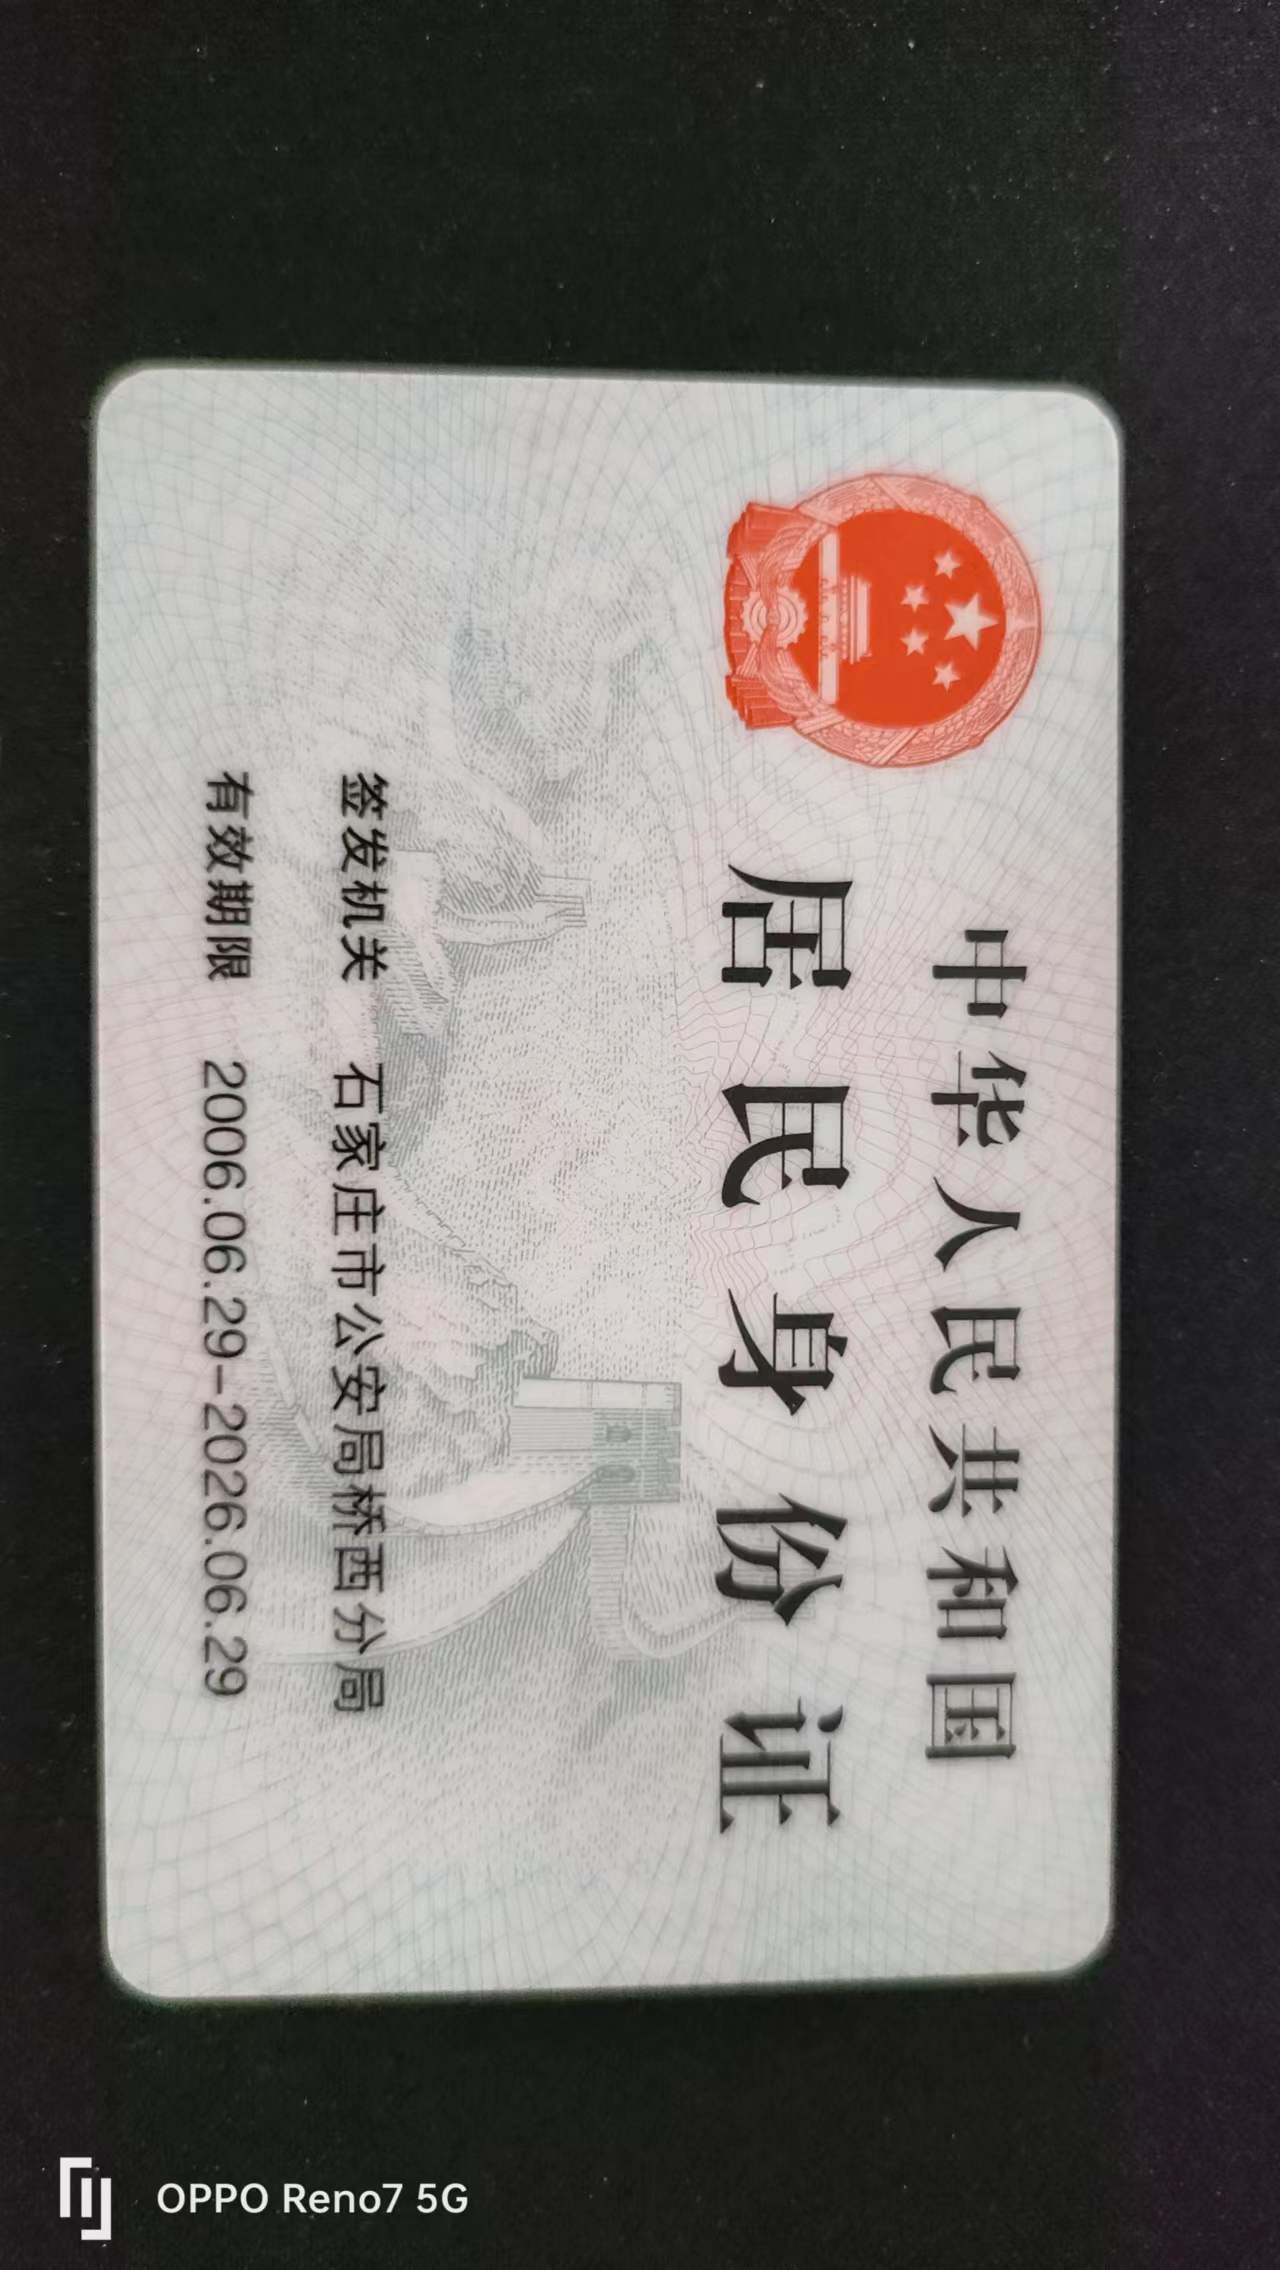 中华人民共和国
居民身份证
签发机关 石家庄市公安局桥西分局
有效期限 2006.06.29-2026.06.29
OPPO Reno7 5G